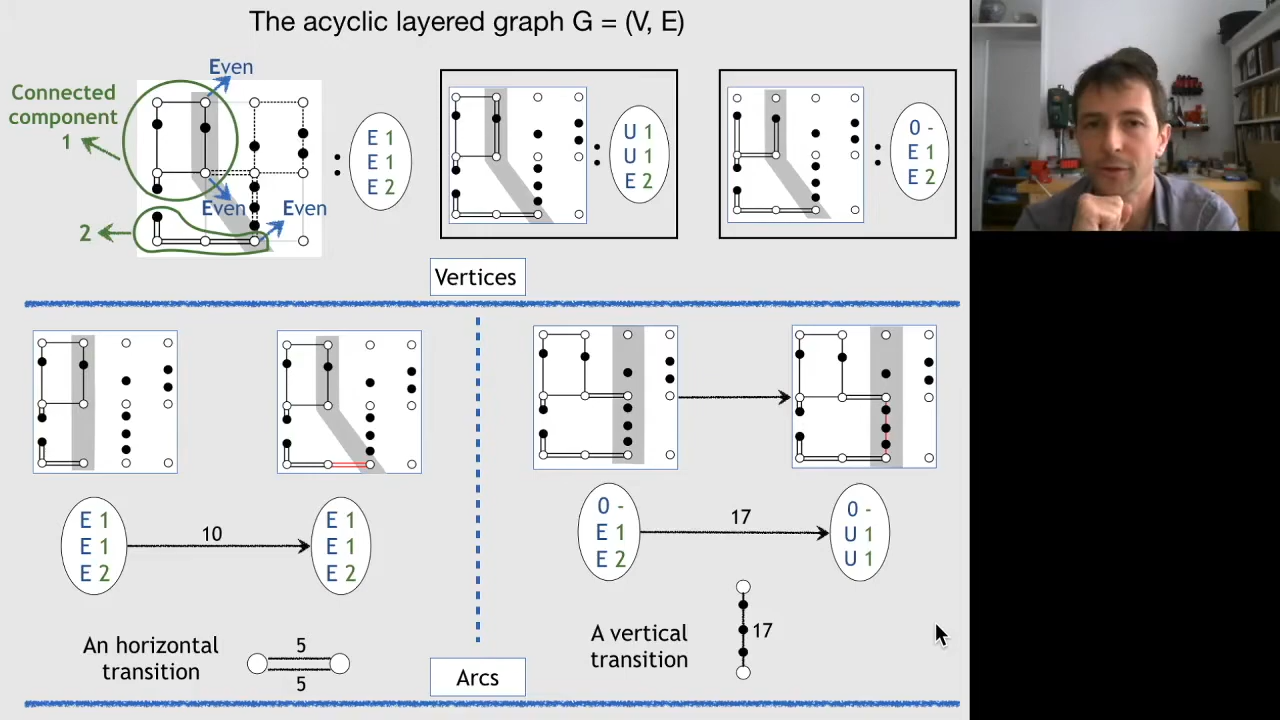 The acyclic layered graph G = (V, E)
Even
Connected
component
1
Even
Even
2
:
E 1
E 1
E 2
:
U 1
U 1
E 2
:
0 -
E 1
E 2
Vertices
E 1
E 1
E 2
10
E 1
E 1
E 2
0 -
E 1
E 2
17
0 -
U 1
U 1
An horizontal
transition
5
5
A vertical
transition
17
Arcs